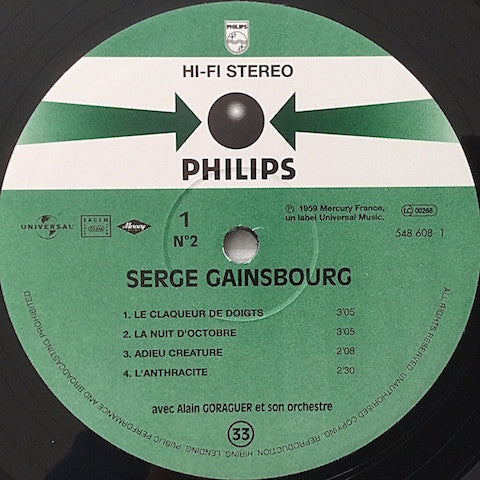 PHILIPS
HI-FI STEREO
PHILIPS
UNIVERSAL
SACEM
Mercury
1
N°2
℗ 1959 Mercury France,
un label Universal Music.
LC 00268
548 608-1
SERGE GAINSBOURG
1. LE CLAQUEUR DE DOIGTS 3'05
2. LA NUIT D'OCTOBRE 3'05
3. ADIEU CREATURE 2'08
4. L'ANTHRACITE 2'30
avec Alain GORAGUER et son orchestre
33
ALL RIGHTS RESERVED. UNAUTHORISED COPYING, REPRODUCTION, HIRING, LENDING, PUBLIC PERFORMANCE AND BROADCASTING PROHIBITED